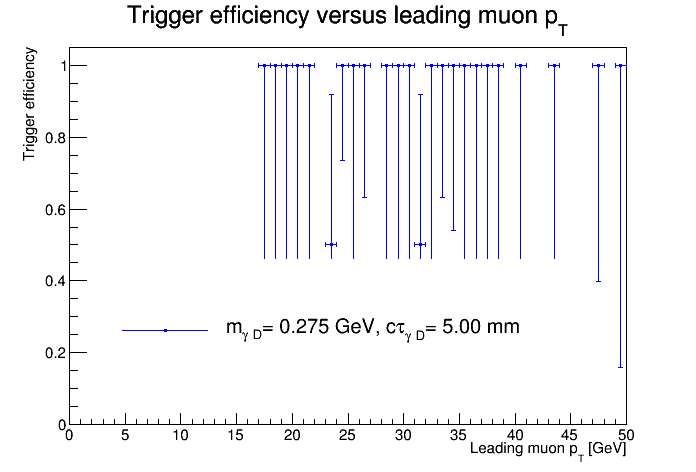 Trigger efficiency versus leading muon p_T
Trigger efficiency
1
0.8
0.6
0.4
0.2
0
m_γ D= 0.275 GeV, cτ_γ D= 5.00 mm
0 5 10 15 20 25 30 35 40 45 50
Leading muon p_T [GeV]